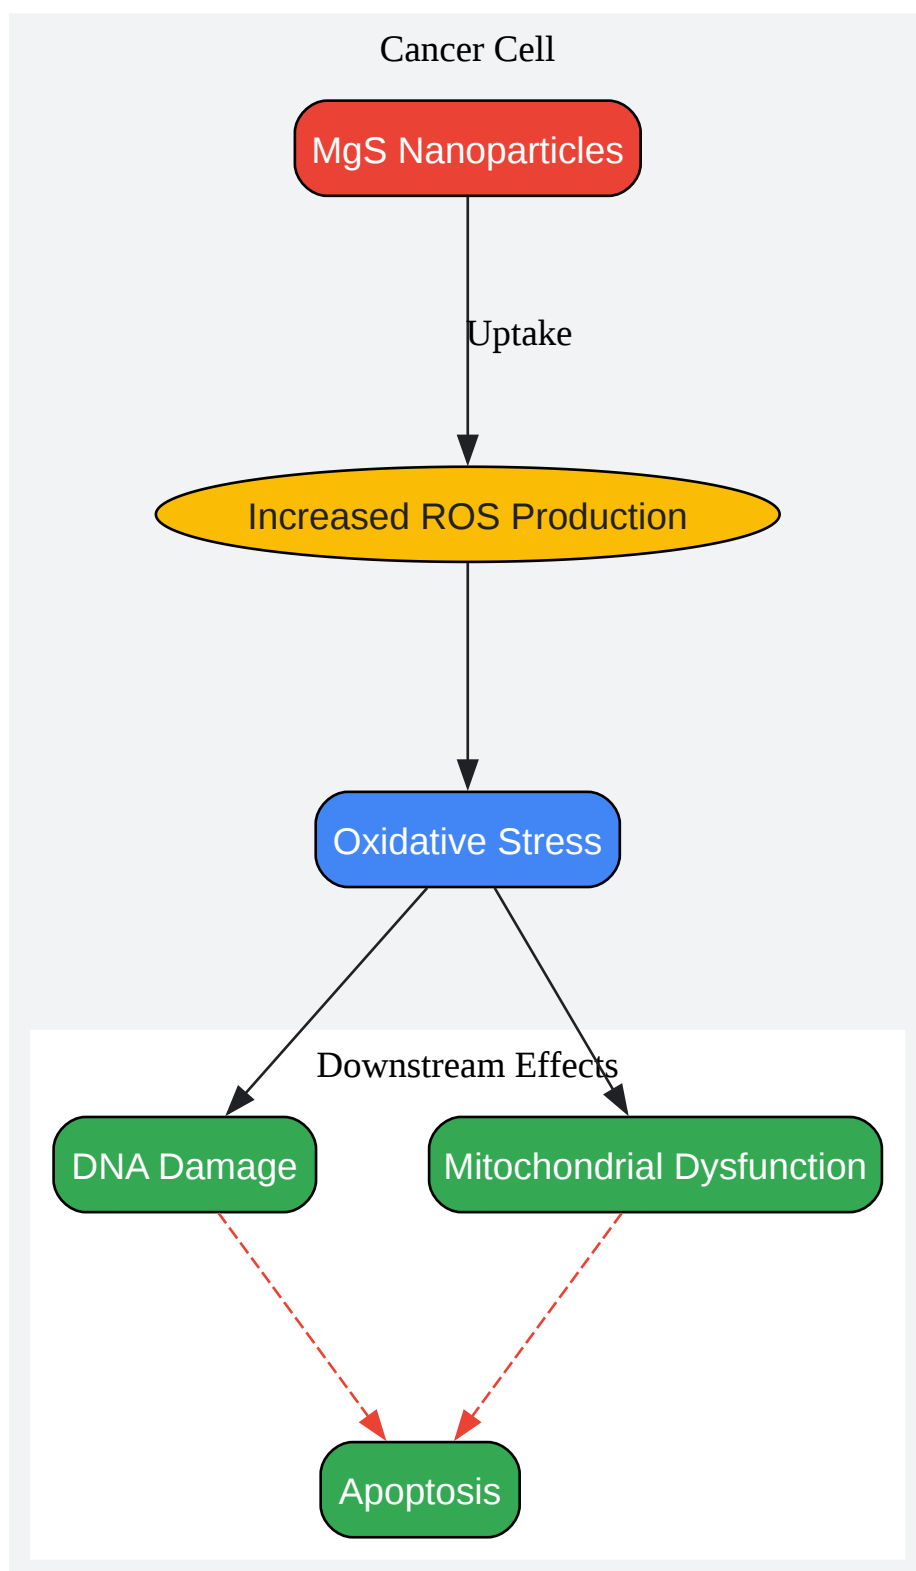 Cancer Cell
MgS Nanoparticles
Uptake
Increased ROS Production
Oxidative Stress
Downstream Effects
DNA Damage
Mitochondrial Dysfunction
Apoptosis